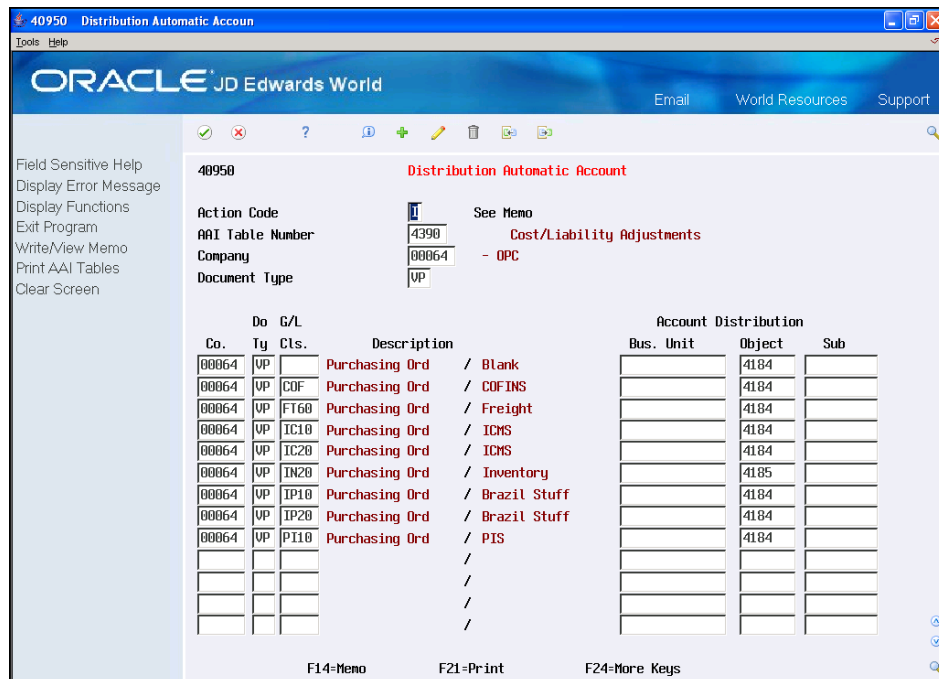 40950 Distribution Automatic Accoun
Tools Help
ORACLE JD Edwards World
Email World Resources Support
Field Sensitive Help
Display Error Message
Display Functions
Exit Program
Write/View Memo
Print AAI Tables
Clear Screen
40950 Distribution Automatic Account
Action Code I See Memo
AAI Table Number 4390 Cost/Liability Adjustments
Company 00064 - OPC
Document Type VP
Do G/L Account Distribution
Co. Ty Cls. Description Bus. Unit Object Sub
00064 VP Purchasing Ord / Blank 4184
00064 VP COF Purchasing Ord / COFINS 4184
00064 VP FT60 Purchasing Ord / Freight 4184
00064 VP IC10 Purchasing Ord / ICMS 4184
00064 VP IC20 Purchasing Ord / ICMS 4184
00064 VP IN20 Purchasing Ord / Inventory 4185
00064 VP IP10 Purchasing Ord / Brazil Stuff 4184
00064 VP IP20 Purchasing Ord / Brazil Stuff 4184
00064 VP PI10 Purchasing Ord / PIS 4184
/
/
/
/
F14=Memo F21=Print F24=More Keys